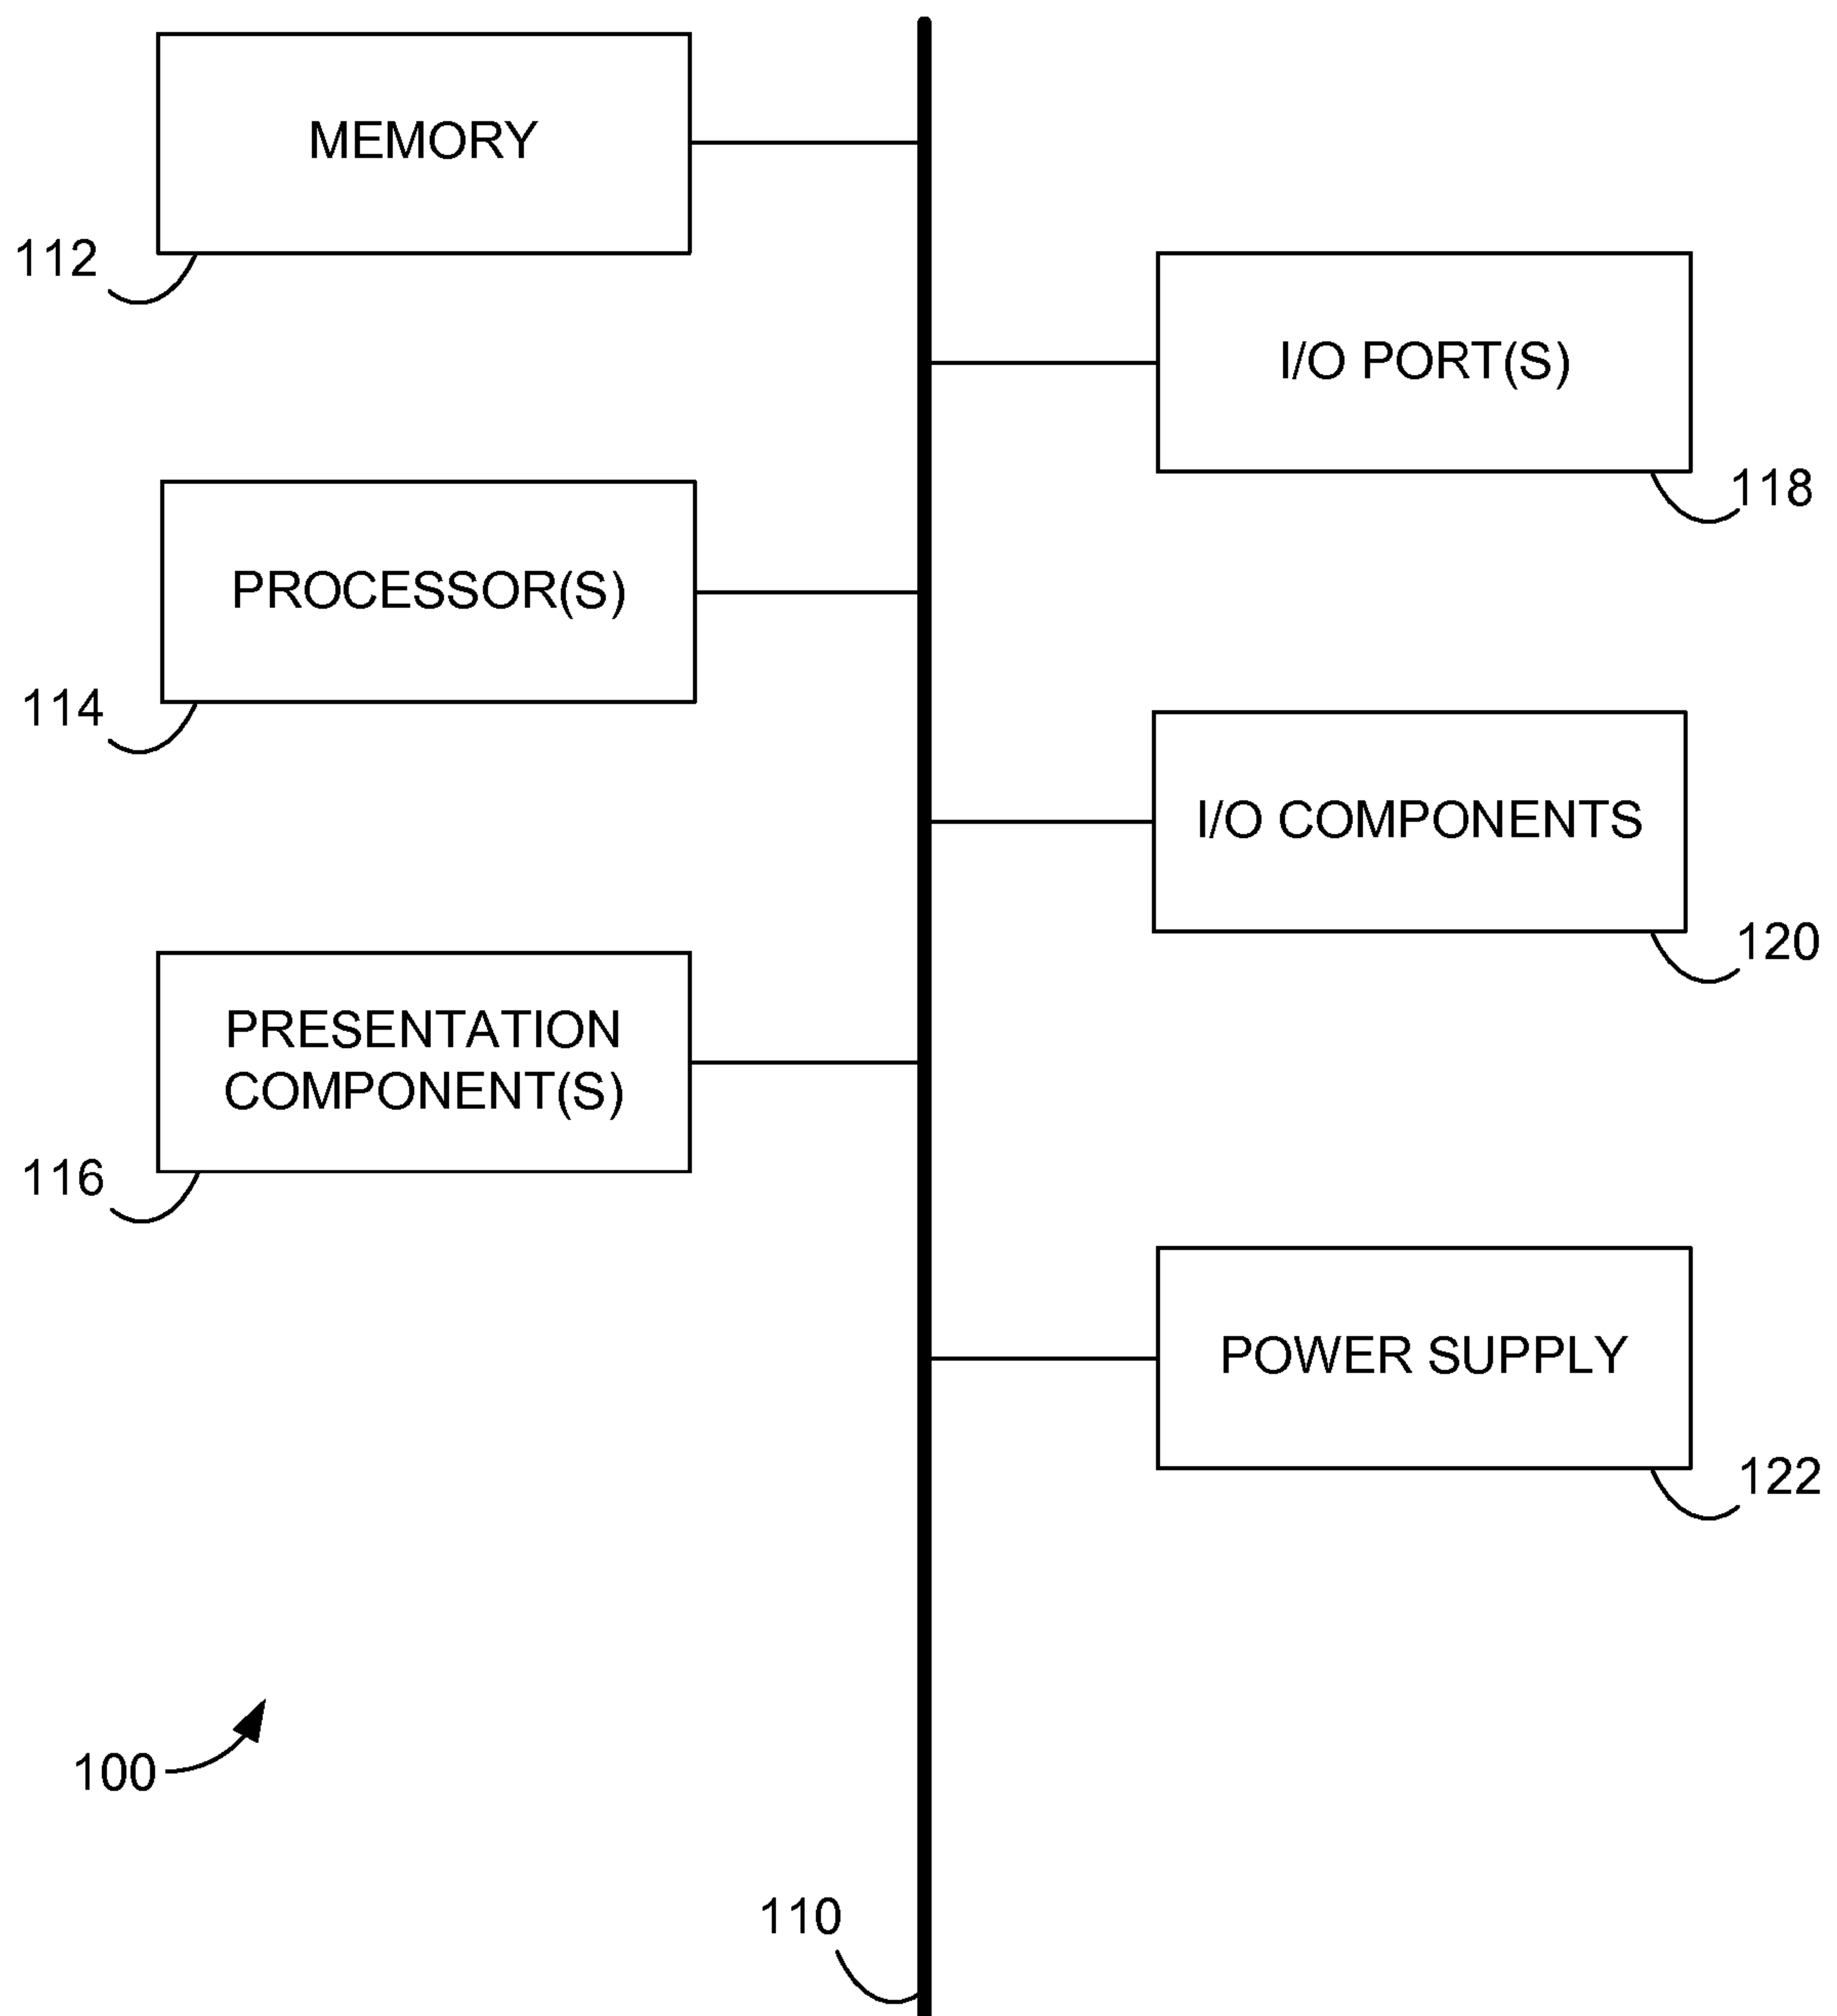 MEMORY
112
I/O PORT(S)
118
PROCESSOR(S)
114
I/O COMPONENTS
120
PRESENTATION
COMPONENT(S)
116
POWER SUPPLY
122
100
110